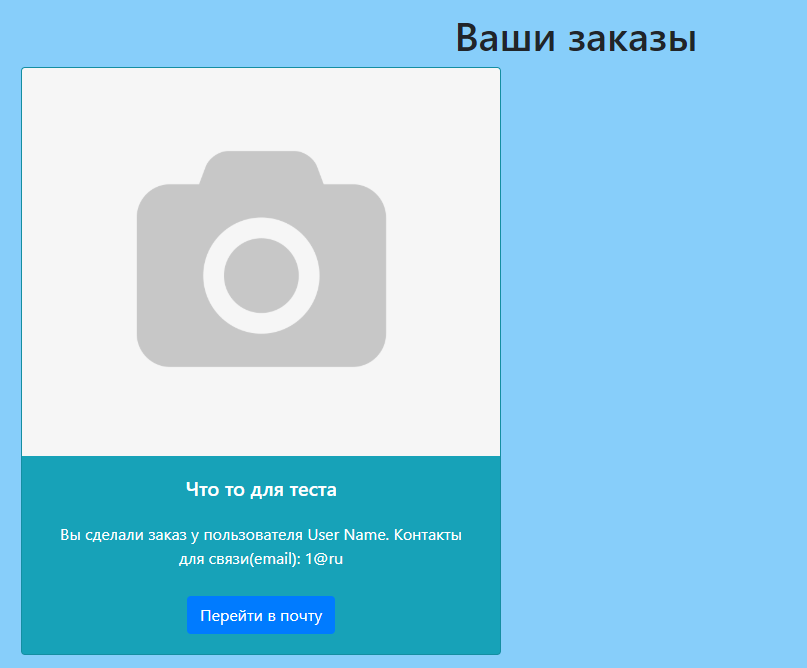 Ваши заказы
Что то для теста
Вы сделали заказ у пользователя User Name. Контакты
для связи(email): 1@ru
Перейти в почту